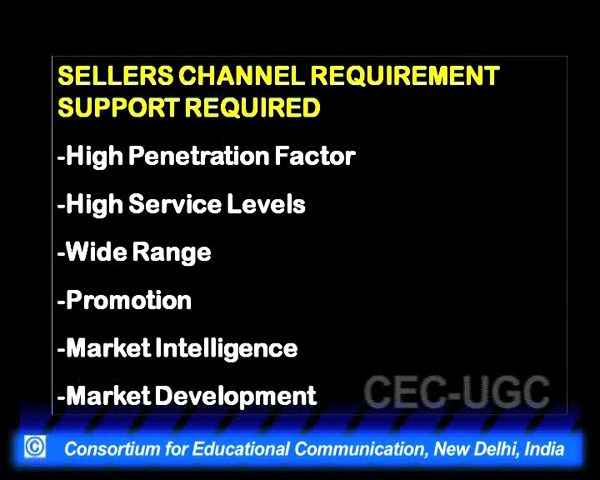 SELLERS CHANNEL REQUIREMENT
SUPPORT REQUIRED
-High Penetration Factor
-High Service Levels
-Wide Range
-Promotion
-Market Intelligence
-Market Development
CEC-UGC
© Consortium for Educational Communication, New Delhi, India